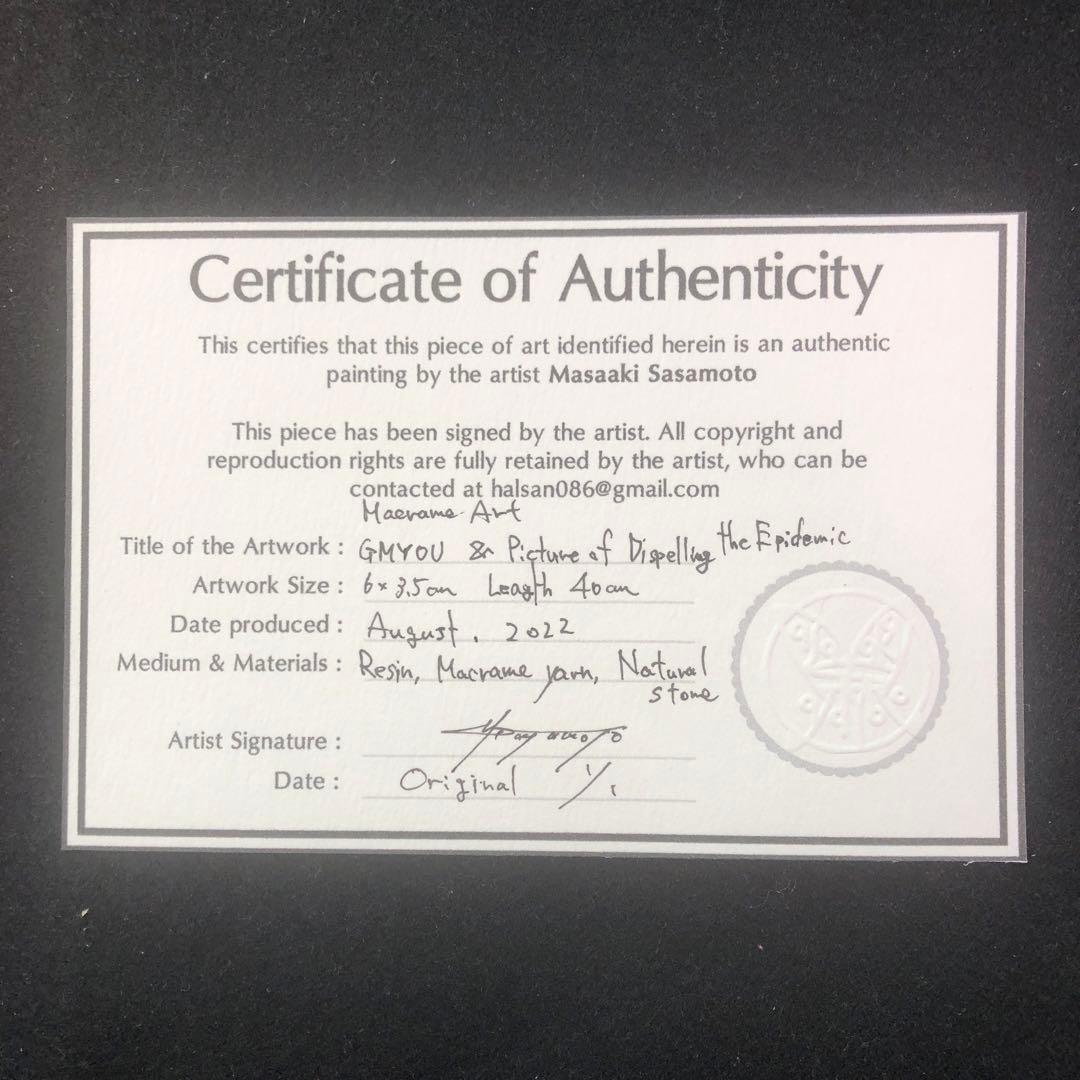 Certificate of Authenticity
This certifies that this piece of art identified herein is an authentic
painting by the artist Masaaki Sasamoto
This piece has been signed by the artist. All copyright and
reproduction rights are fully retained by the artist, who can be
contacted at halsan086@gmail.com
Macrame Art
Title of the Artwork : GMYOU & Picture of Dispelling the Epidemic
Artwork Size : 6×3.5cm Length 40cm
Date produced : August, 2022
Medium & Materials : Resin, Macrame yarn, Natural
stone
Artist Signature :
Date : Original 1/1